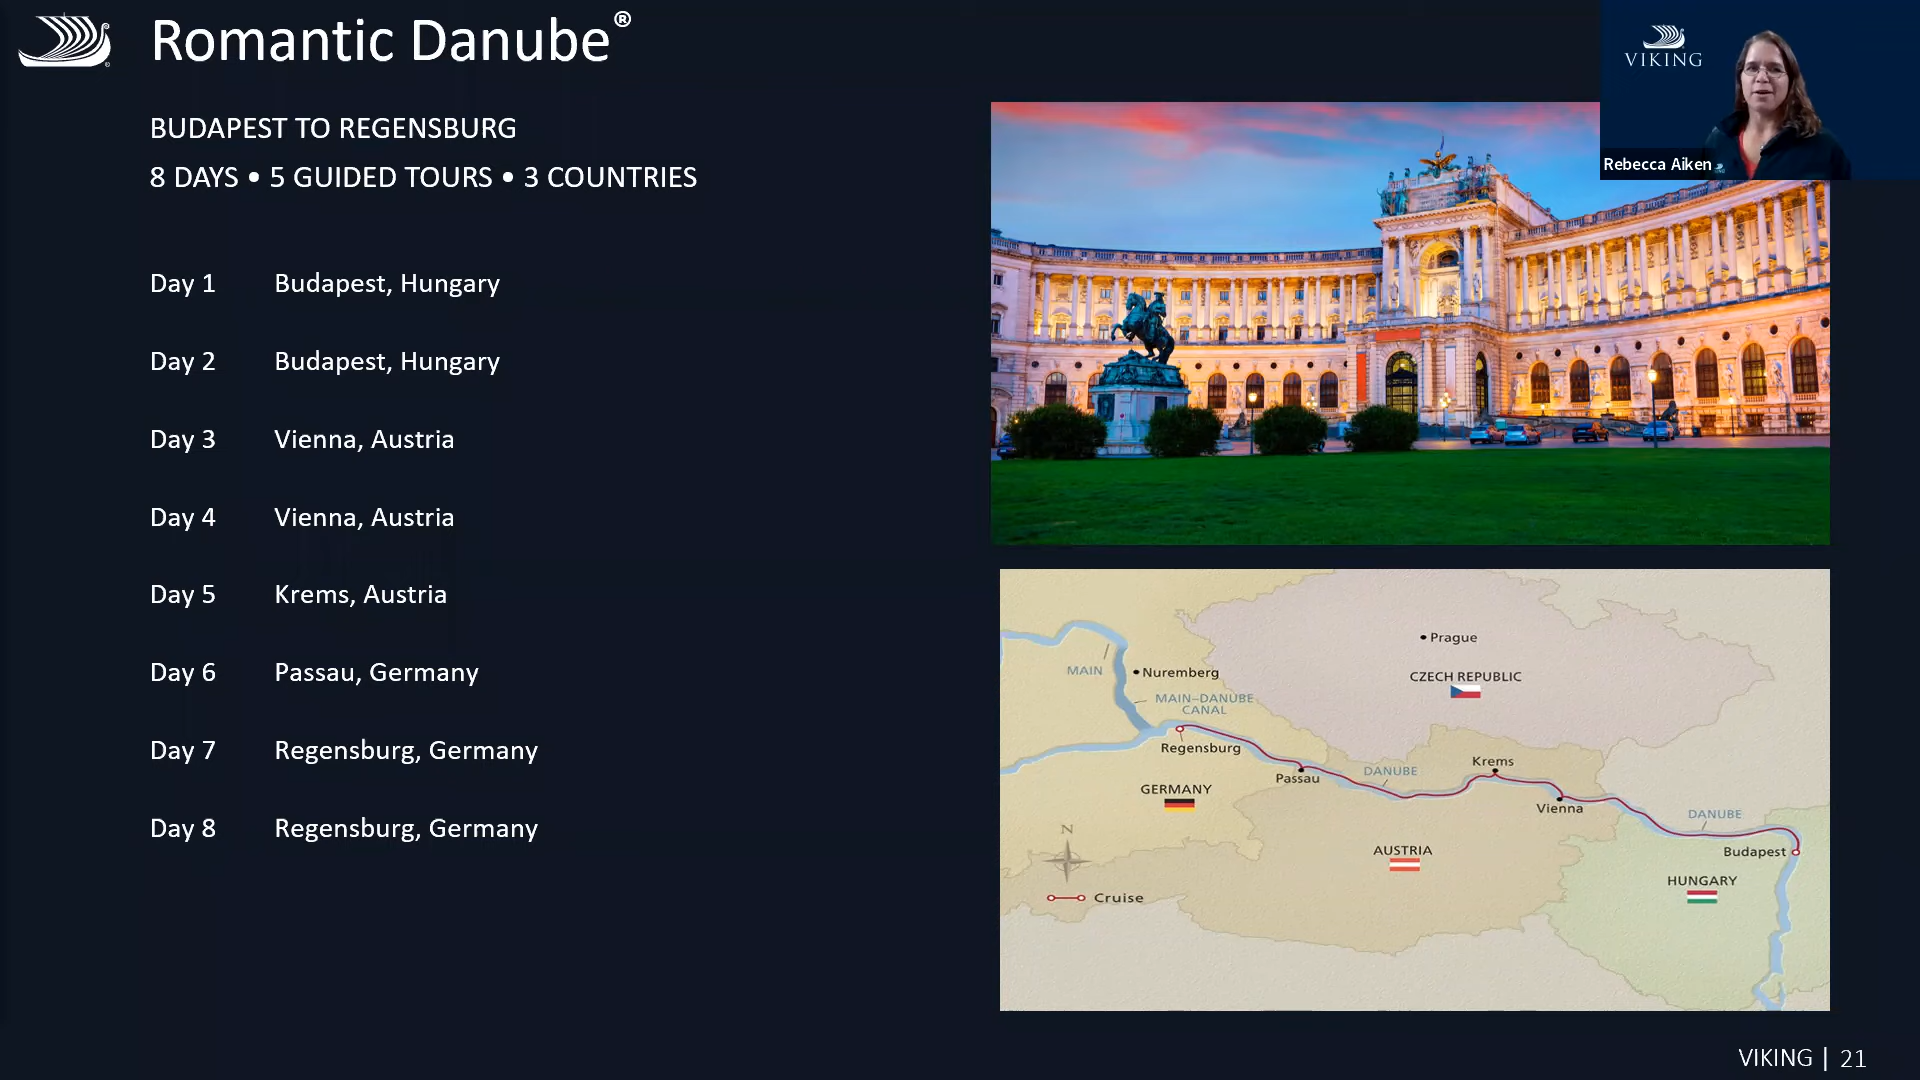 Romantic Danube®
BUDAPEST TO REGENSBURG
8 DAYS • 5 GUIDED TOURS • 3 COUNTRIES
Day 1 Budapest, Hungary
Day 2 Budapest, Hungary
Day 3 Vienna, Austria
Day 4 Vienna, Austria
Day 5 Krems, Austria
Day 6 Passau, Germany
Day 7 Regensburg, Germany
Day 8 Regensburg, Germany
VIKING
Rebecca Aiken
Prague
CZECH REPUBLIC
MAIN
Nuremberg
MAIN–DANUBE
CANAL
Regensburg
Passau
DANUBE
Krems
Vienna
GERMANY
DANUBE
Budapest
AUSTRIA
HUNGARY
N
Cruise
VIKING | 21